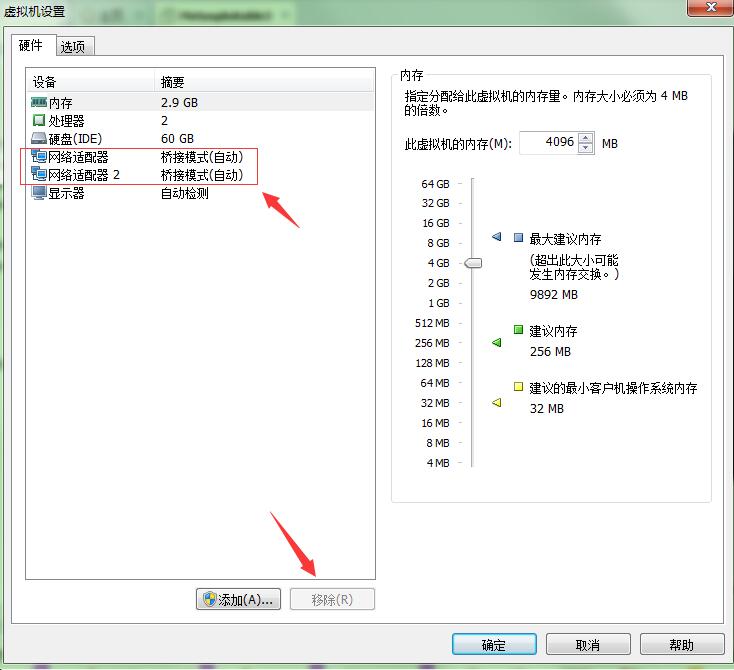 虚拟机设置
硬件 选项
设备 摘要
内存 2.9 GB
处理器 2
硬盘(IDE) 60 GB
网络适配器 桥接模式(自动)
网络适配器 2 桥接模式(自动)
显示器 自动检测
添加(A)... 移除(R)
内存
指定分配给此虚拟机的内存量。内存大小必须为 4 MB
的倍数。
此虚拟机的内存(M): 4096 MB
64 GB
32 GB
16 GB
8 GB
4 GB
2 GB
1 GB
512 MB
256 MB
128 MB
64 MB
32 MB
16 MB
8 MB
4 MB
最大建议内存
(超出此大小可能
发生内存交换。)
9892 MB
建议内存
256 MB
建议的最小客户机操作系统内存
32 MB
确定 取消 帮助